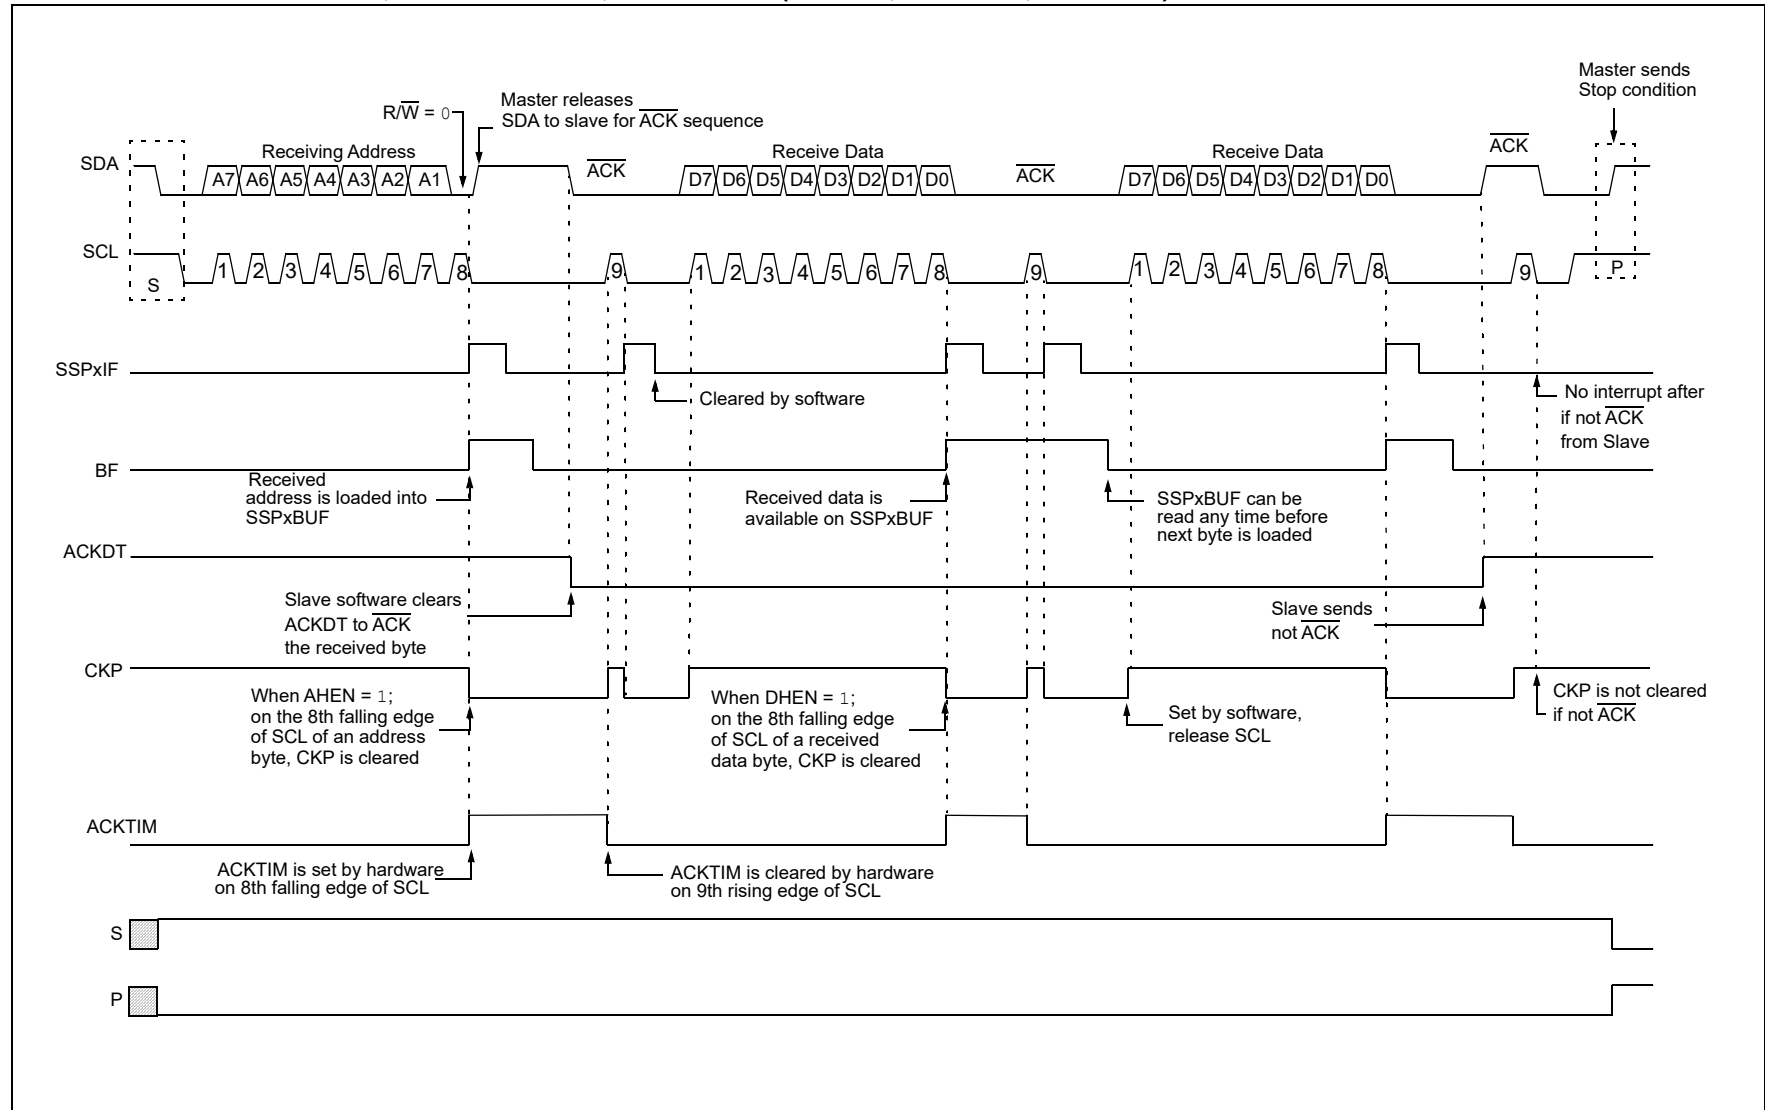 Master sends
Stop condition
R/W̅ = 0
Master releases
SDA to slave for A̅C̅K̅ sequence
SDA
Receiving Address
A̅C̅K̅
Receive Data
A̅C̅K̅
Receive Data
A̅C̅K̅
A7 A6 A5 A4 A3 A2 A1
D7 D6 D5 D4 D3 D2 D1 D0
D7 D6 D5 D4 D3 D2 D1 D0
SCL
S
1 2 3 4 5 6 7 8 9
1 2 3 4 5 6 7 8 9
1 2 3 4 5 6 7 8 9
P
SSPxIF
Cleared by software
No interrupt after
if not A̅C̅K̅
from Slave
BF
Received
address is loaded into
SSPxBUF
Received data is
available on SSPxBUF
SSPxBUF can be
read any time before
next byte is loaded
ACKDT
Slave software clears
ACKDT to A̅C̅K̅
the received byte
Slave sends
not A̅C̅K̅
CKP
When AHEN = 1;
on the 8th falling edge
of SCL of an address
byte, CKP is cleared
When DHEN = 1;
on the 8th falling edge
of SCL of a received
data byte, CKP is cleared
Set by software,
release SCL
CKP is not cleared
if not A̅C̅K̅
ACKTIM
ACKTIM is set by hardware
on 8th falling edge of SCL
ACKTIM is cleared by hardware
on 9th rising edge of SCL
S
P